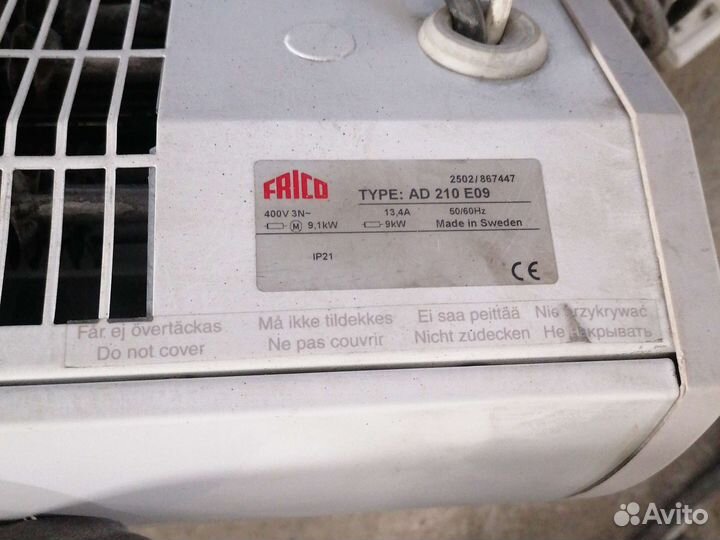 FRICO
2502/867447
TYPE: AD 210 E09
400V 3N~ 13,4A 50/60Hz
M 9,1kW 9kW Made in Sweden
IP21
CE
Får ej övertäckas Må ikke tildekkes Ei saa peittää Nie przykrywać
Do not cover Ne pas couvrir Nicht zudecken Не накрывать
Avito